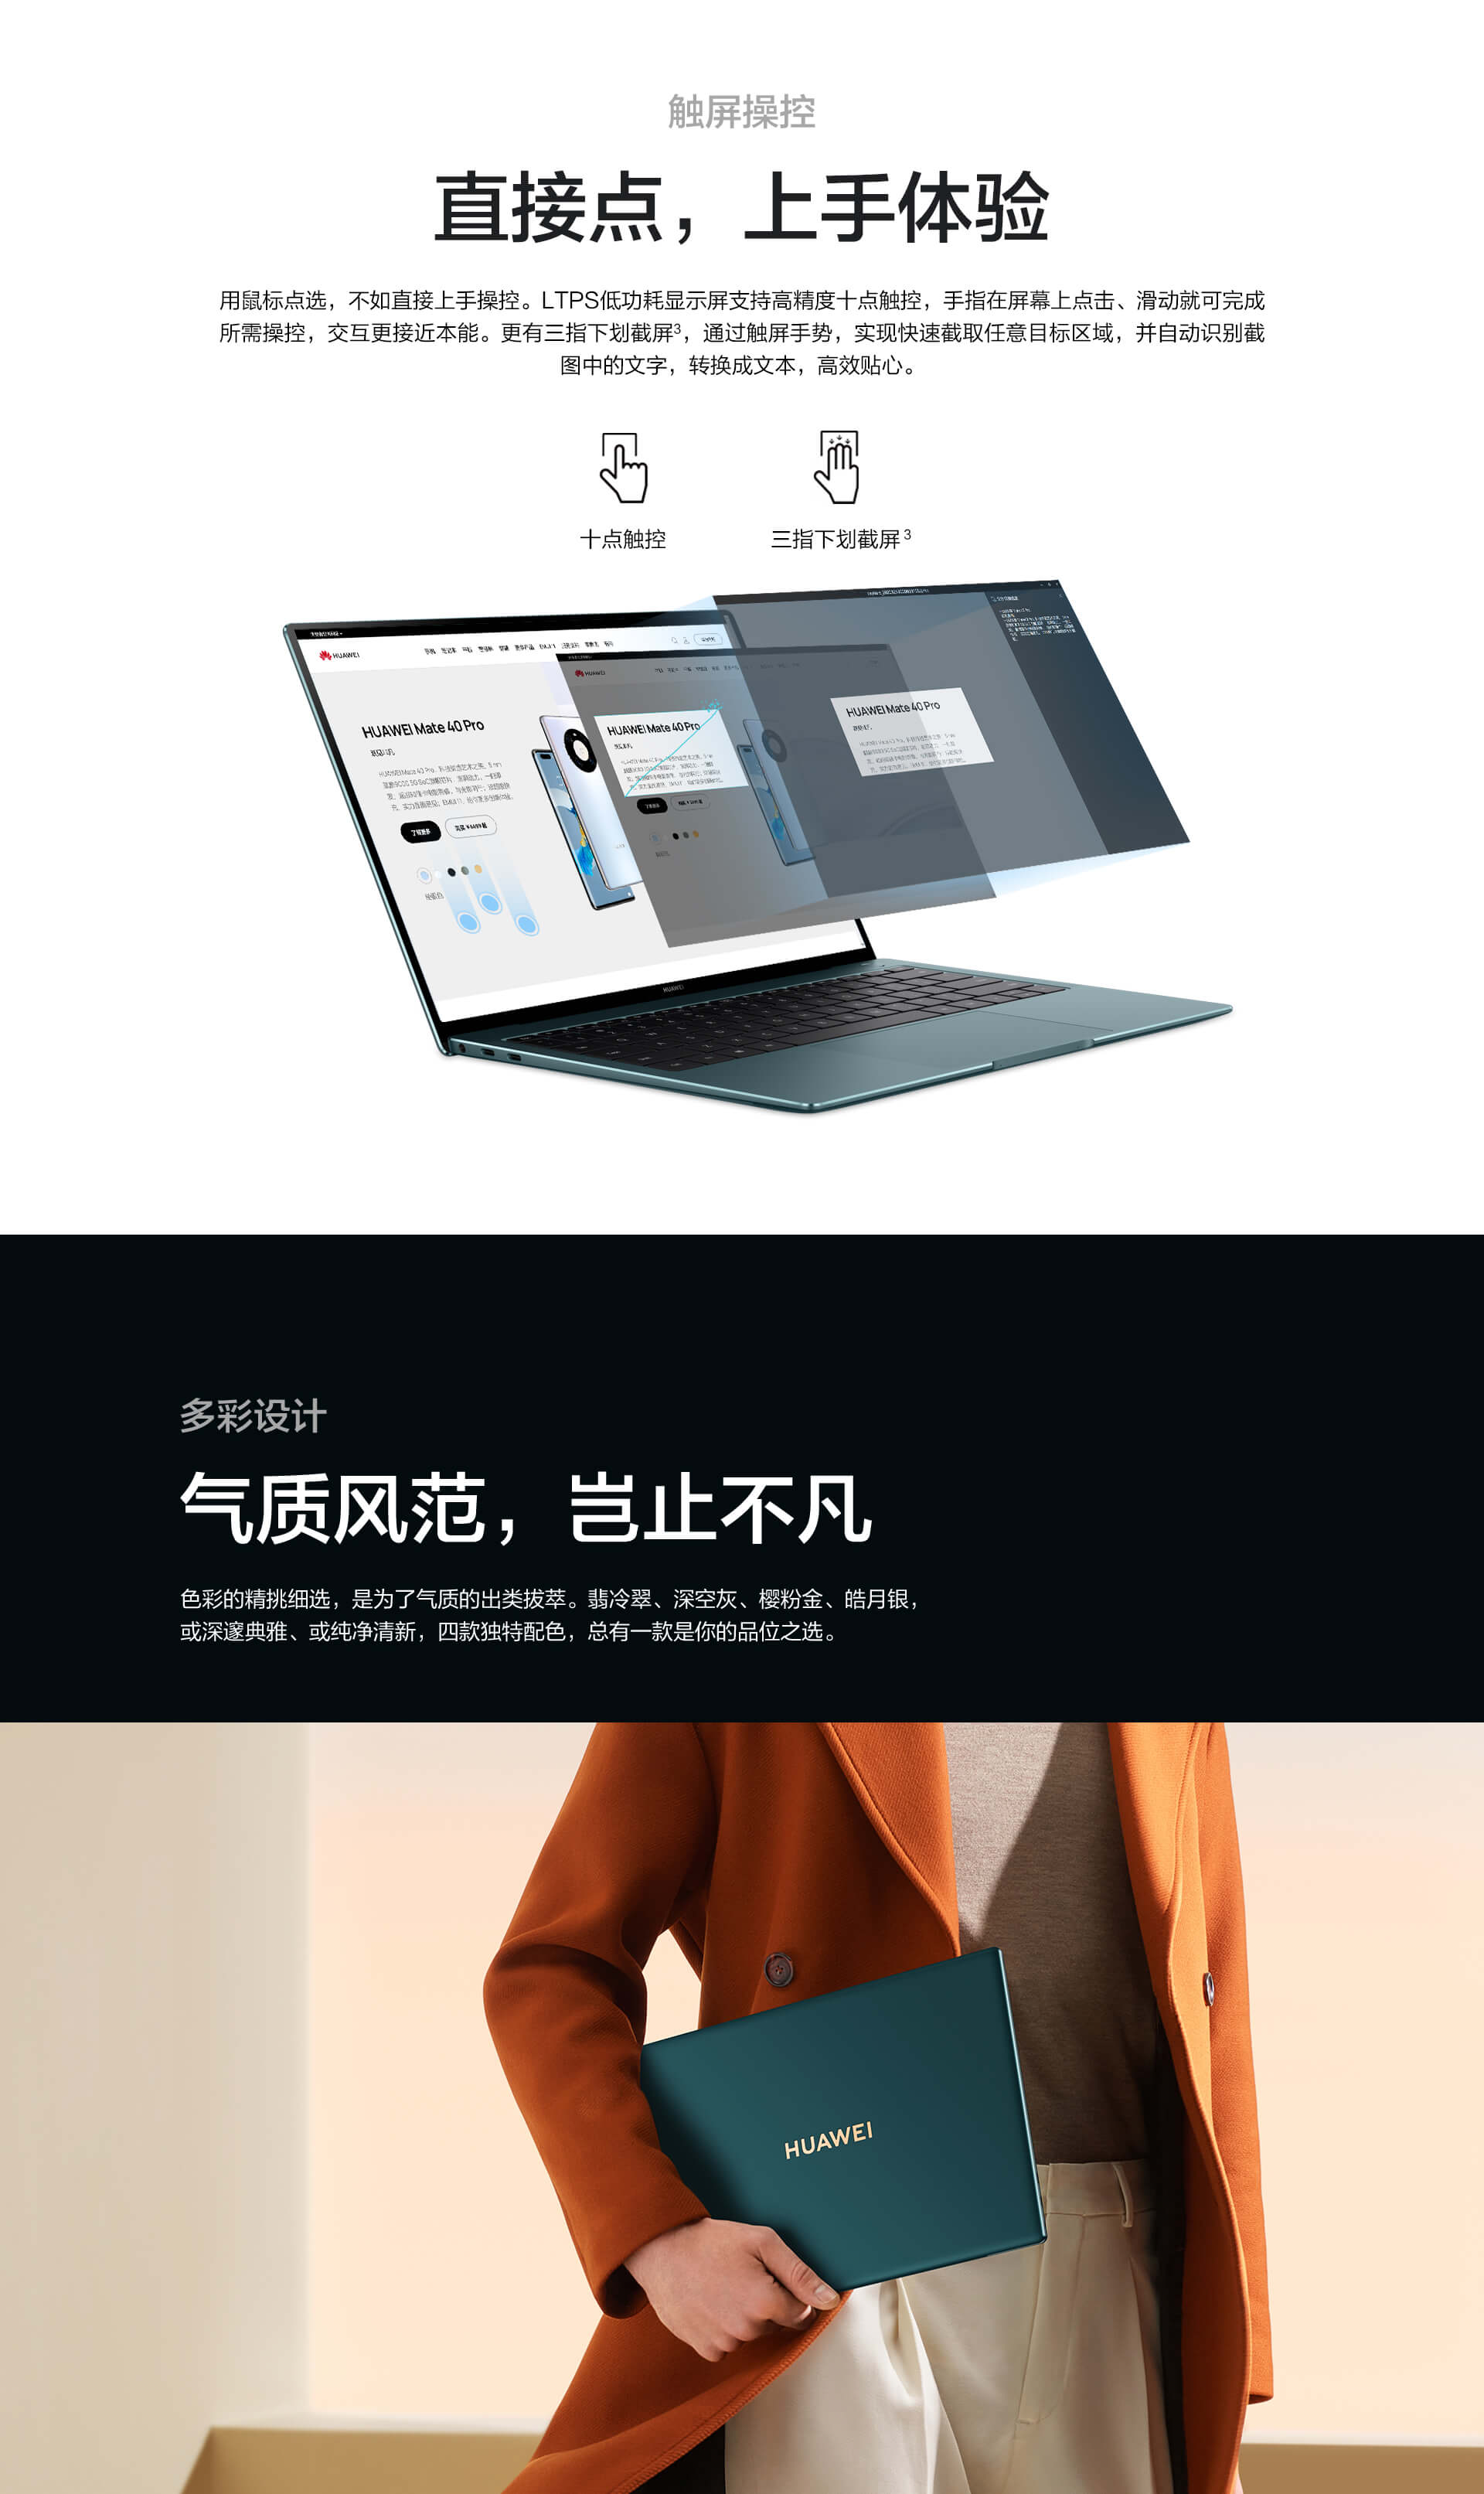 触屏操控
直接点，上手体验
用鼠标点选，不如直接上手操控。LTPS低功耗显示屏支持高精度十点触控，手指在屏幕上点击、滑动就可完成
所需操控，交互更接近本能。更有三指下划截屏³，通过触屏手势，实现快速截取任意目标区域，并自动识别截
图中的文字，转换成文本，高效贴心。
十点触控
三指下划截屏³
HUAWEI
HUAWEI Mate 40 Pro
了解更多
HUAWEI
HUAWEI Mate 40 Pro
了解更多
HUAWEI Mate 40 Pro
HUAWEI
多彩设计
气质风范，岂止不凡
色彩的精挑细选，是为了气质的出类拔萃。翡冷翠、深空灰、樱粉金、皓月银，
或深邃典雅、或纯净清新，四款独特配色，总有一款是你的品位之选。
HUAWEI